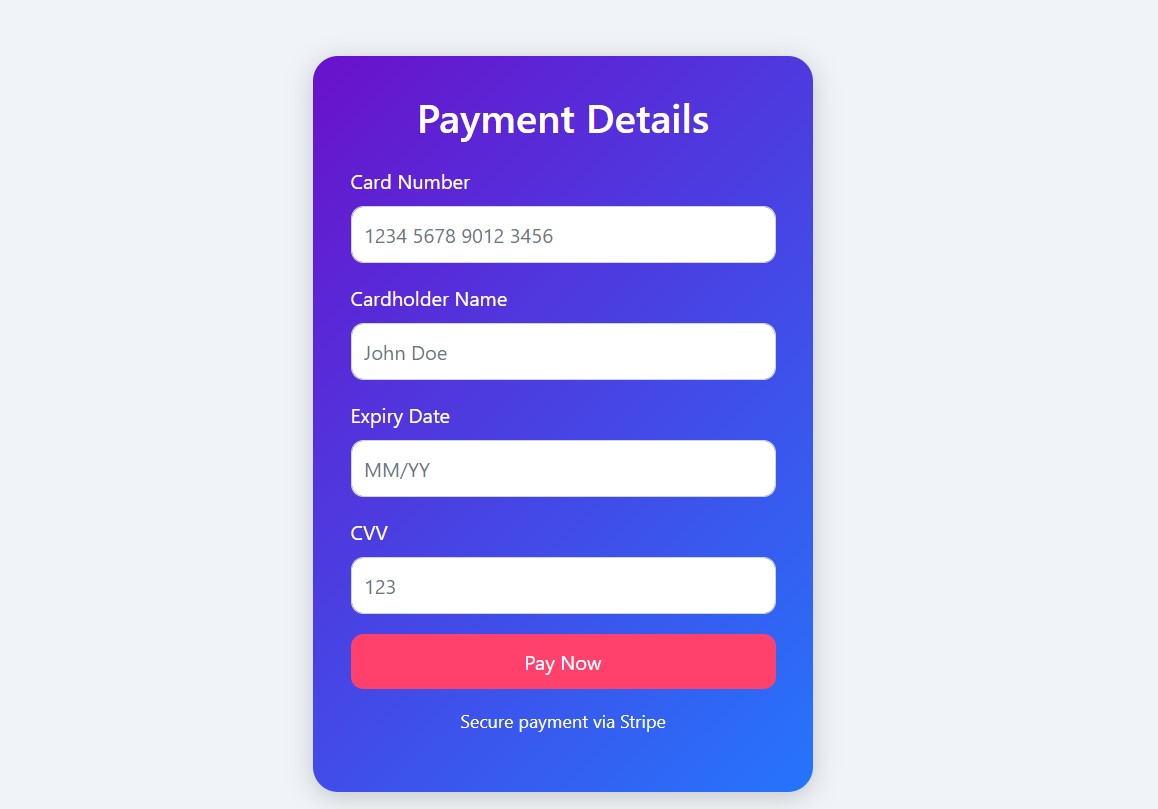 Payment Details
Card Number
1234 5678 9012 3456
Cardholder Name
John Doe
Expiry Date
MM/YY
CVV
123
Pay Now
Secure payment via Stripe